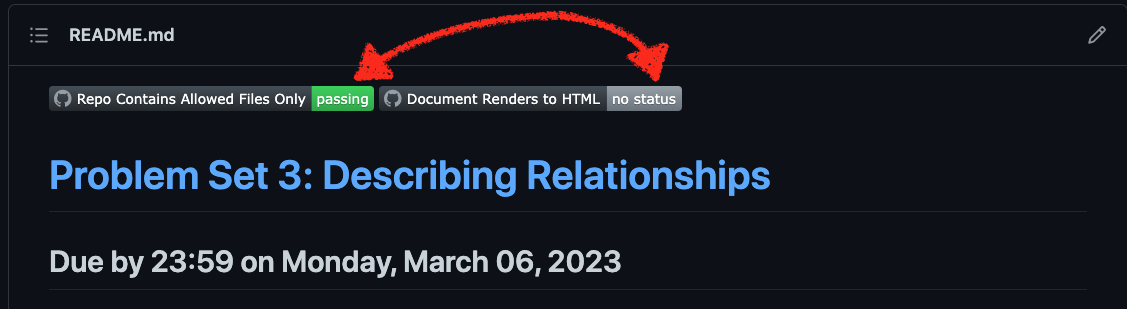 README.md
Repo Contains Allowed Files Only passing Document Renders to HTML no status
Problem Set 3: Describing Relationships
Due by 23:59 on Monday, March 06, 2023